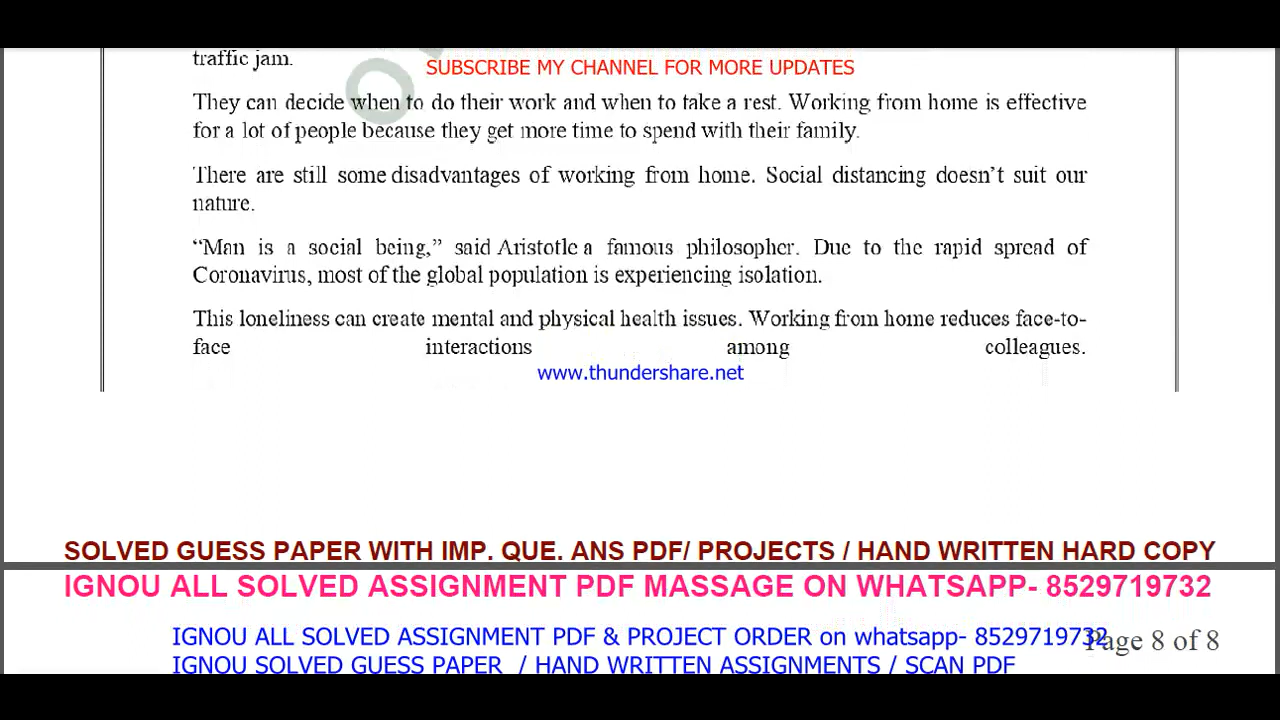 traffic jam.
SUBSCRIBE MY CHANNEL FOR MORE UPDATES
They can decide when to do their work and when to take a rest. Working from home is effective
for a lot of people because they get more time to spend with their family.
There are still some disadvantages of working from home. Social distancing doesn’t suit our
nature.
“Man is a social being,” said Aristotle a famous philosopher. Due to the rapid spread of
Coronavirus, most of the global population is experiencing isolation.
This loneliness can create mental and physical health issues. Working from home reduces face-to-
face interactions among colleagues.
www.thundershare.net
SOLVED GUESS PAPER WITH IMP. QUE. ANS PDF/ PROJECTS / HAND WRITTEN HARD COPY
IGNOU ALL SOLVED ASSIGNMENT PDF MASSAGE ON WHATSAPP- 8529719732
IGNOU ALL SOLVED ASSIGNMENT PDF & PROJECT ORDER on whatsapp- 8529719732
Page 8 of 8
IGNOU SOLVED GUESS PAPER / HAND WRITTEN ASSIGNMENTS / SCAN PDF